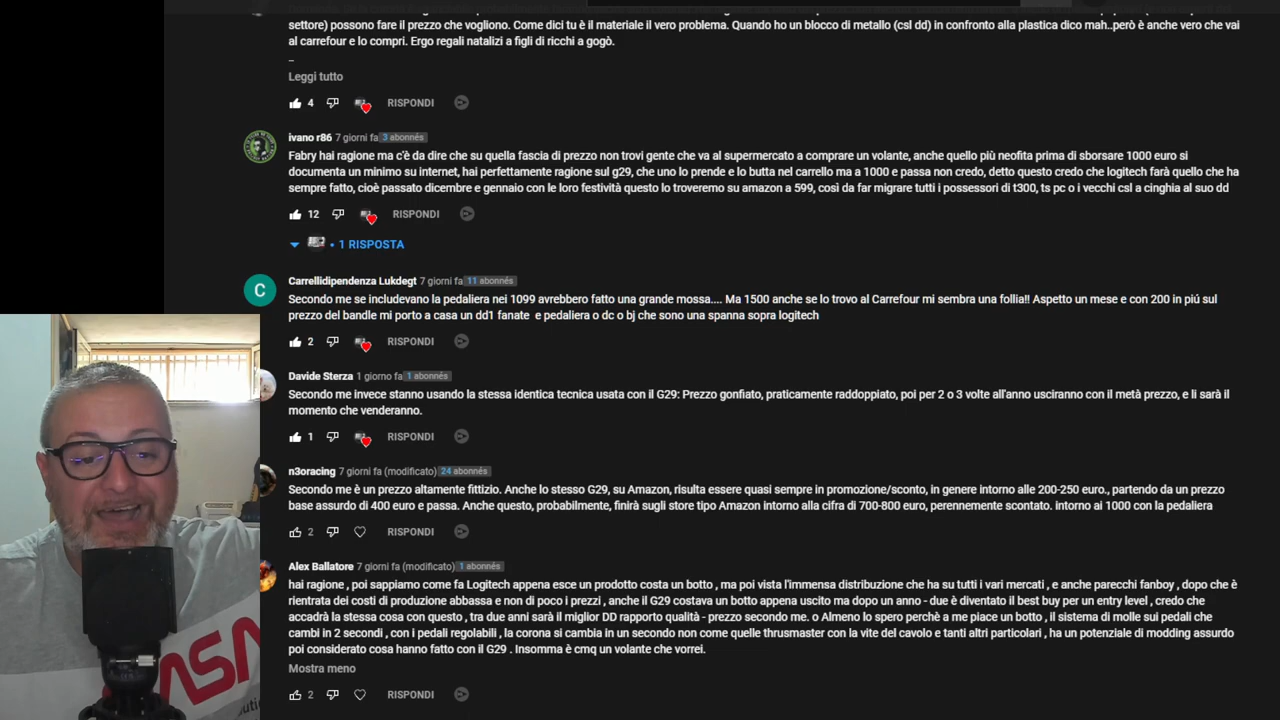 settore) possono fare il prezzo che vogliono. Come dici tu è il materiale il vero problema. Quando ho un blocco di metallo (csl dd) in confronto alla plastica dico mah..però è anche vero che vai
al carrefour e lo compri. Ergo regali natalizi a figli di ricchi a gogò.
Leggi tutto
4 RISPONDI
ivano r86 7 giorni fa 3 abonnés
Fabry hai ragione ma c'è da dire che su quella fascia di prezzo non trovi gente che va al supermercato a comprare un volante, anche quello più neofita prima di sborsare 1000 euro si
documenta un minimo su internet, hai perfettamente ragione sul g29, che uno lo prende e lo butta nel carrello ma a 1000 e passa non credo, detto questo credo che logitech farà quello che ha
sempre fatto, cioè passato dicembre e gennaio con le loro festività questo lo troveremo su amazon a 599, così da far migrare tutti i possessori di t300, ts pc o i vecchi csl a cinghia al suo dd
12 RISPONDI
• 1 RISPOSTA
C
Carrellidipendenza Lukdegt 7 giorni fa 11 abonnés
Secondo me se includevano la pedaliera nei 1099 avrebbero fatto una grande mossa.... Ma 1500 anche se lo trovo al Carrefour mi sembra una follia!! Aspetto un mese e con 200 in piú sul
prezzo del bandle mi porto a casa un dd1 fanate e pedaliera o dc o bj che sono una spanna sopra logitech
2 RISPONDI
Davide Sterza 1 giorno fa 1 abonnés
Secondo me invece stanno usando la stessa identica tecnica usata con il G29: Prezzo gonfiato, praticamente raddoppiato, poi per 2 o 3 volte all'anno usciranno con il metà prezzo, e li sarà il
momento che venderanno.
1 RISPONDI
n3oracing 7 giorni fa (modificato) 24 abonnés
Secondo me è un prezzo altamente fittizio. Anche lo stesso G29, su Amazon, risulta essere quasi sempre in promozione/sconto, in genere intorno alle 200-250 euro., partendo da un prezzo
base assurdo di 400 euro e passa. Anche questo, probabilmente, finirà sugli store tipo Amazon intorno alla cifra di 700-800 euro, perennemente scontato. intorno ai 1000 con la pedaliera
2 RISPONDI
Alex Ballatore 7 giorni fa (modificato) 1 abonnés
hai ragione , poi sappiamo come fa Logitech appena esce un prodotto costa un botto , ma poi vista l'immensa distribuzione che ha su tutti i vari mercati , e anche parecchi fanboy , dopo che è
rientrata dei costi di produzione abbassa e non di poco i prezzi , anche il G29 costava un botto appena uscito ma dopo un anno - due è diventato il best buy per un entry level , credo che
accadrà la stessa cosa con questo , tra due anni sarà il miglior DD rapporto qualità - prezzo secondo me. o Almeno lo spero perchè a me piace un botto , il sistema di molle sui pedali che
cambi in 2 secondi , con i pedali regolabili , la corona si cambia in un secondo non come quelle thrusmaster con la vite del cavolo e tanti altri particolari , ha un potenziale di modding assurdo
poi considerato cosa hanno fatto con il G29 . Insomma è cmq un volante che vorrei.
Mostra meno
2 RISPONDI